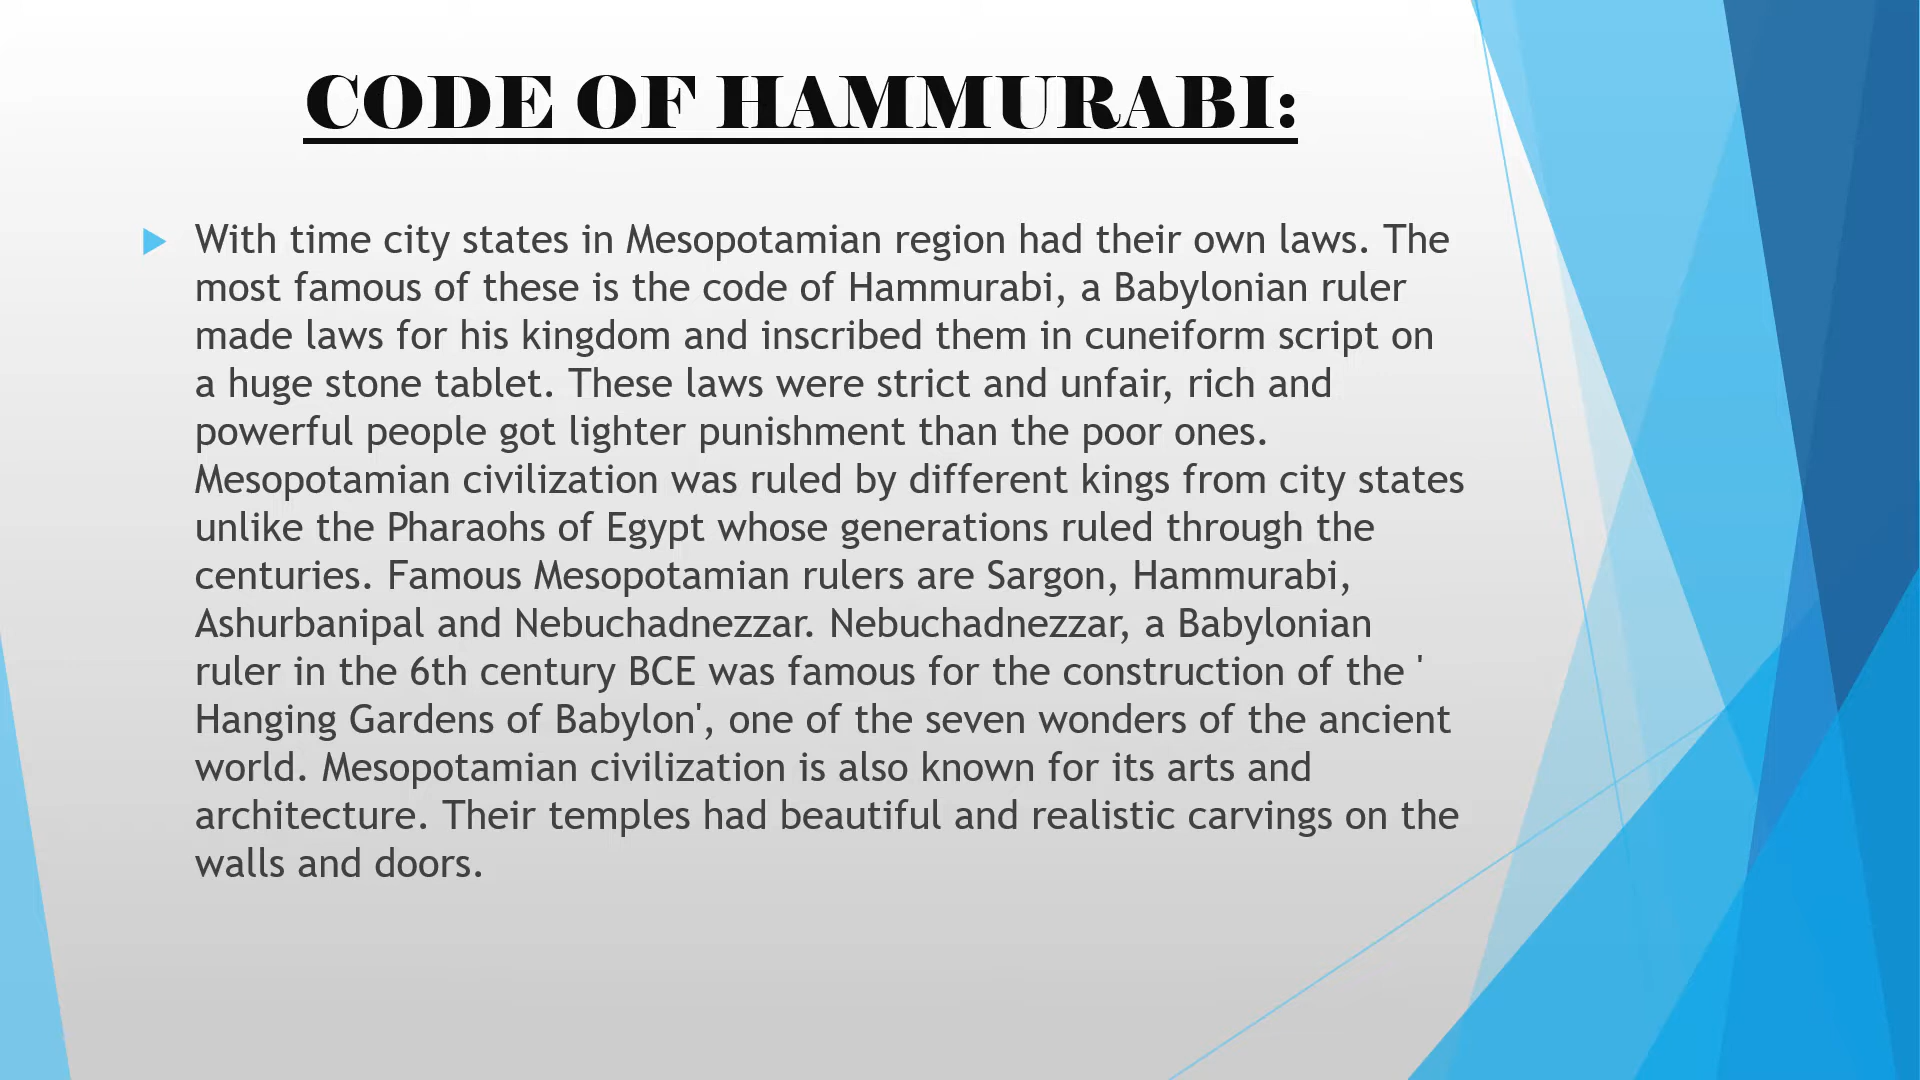 CODE OF HAMMURABI:
With time city states in Mesopotamian region had their own laws. The
most famous of these is the code of Hammurabi, a Babylonian ruler
made laws for his kingdom and inscribed them in cuneiform script on
a huge stone tablet. These laws were strict and unfair, rich and
powerful people got lighter punishment than the poor ones.
Mesopotamian civilization was ruled by different kings from city states
unlike the Pharaohs of Egypt whose generations ruled through the
centuries. Famous Mesopotamian rulers are Sargon, Hammurabi,
Ashurbanipal and Nebuchadnezzar. Nebuchadnezzar, a Babylonian
ruler in the 6th century BCE was famous for the construction of the '
Hanging Gardens of Babylon', one of the seven wonders of the ancient
world. Mesopotamian civilization is also known for its arts and
architecture. Their temples had beautiful and realistic carvings on the
walls and doors.